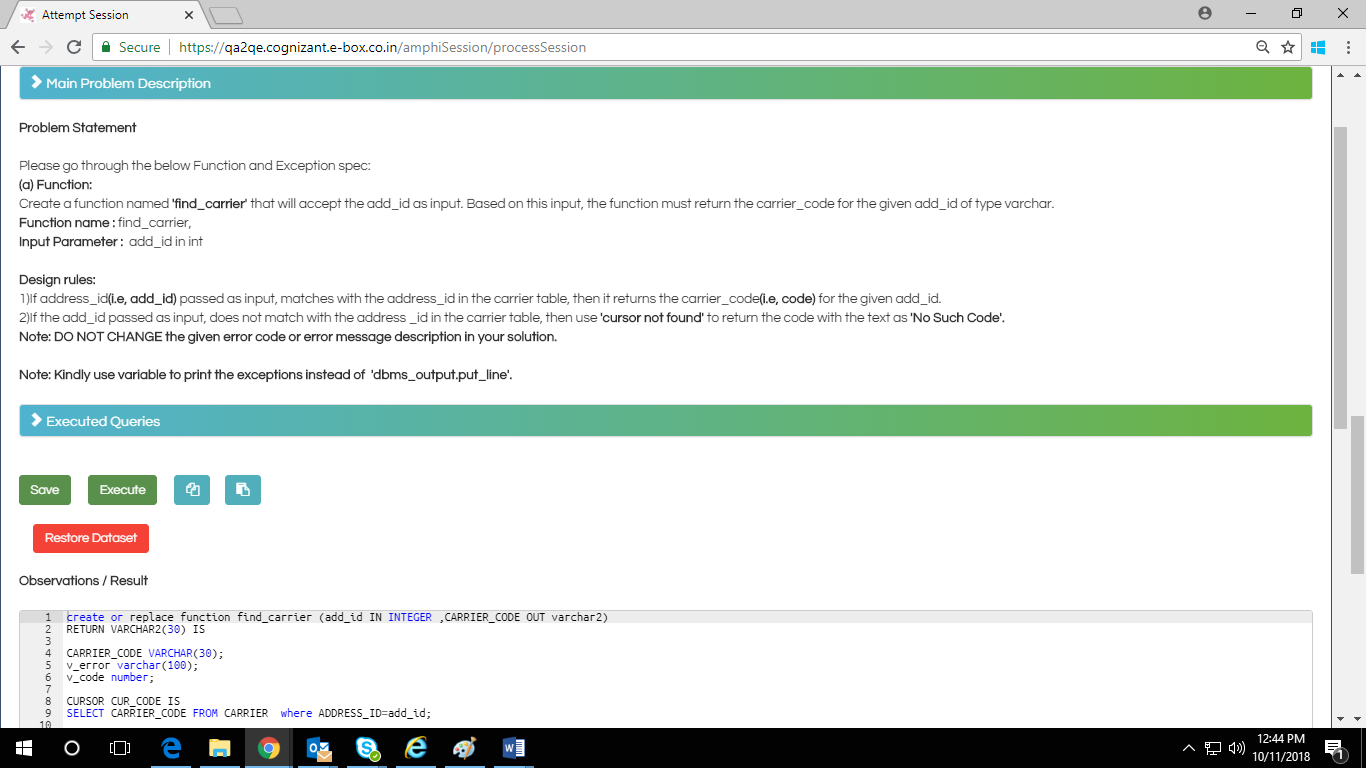 Attempt Session
Secure https://qa2qe.cognizant.e-box.co.in/amphiSession/processSession
Main Problem Description
Problem Statement
Please go through the below Function and Exception spec:
(a) Function:
Create a function named 'find_carrier' that will accept the add_id as input. Based on this input, the function must return the carrier_code for the given add_id of type varchar.
Function name : find_carrier,
Input Parameter : add_id in int
Design rules:
1)If address_id(i.e, add_id) passed as input, matches with the address_id in the carrier table, then it returns the carrier_code(i.e, code) for the given add_id.
2)If the add_id passed as input, does not match with the address _id in the carrier table, then use 'cursor not found' to return the code with the text as 'No Such Code'.
Note: DO NOT CHANGE the given error code or error message description in your solution.
Note: Kindly use variable to print the exceptions instead of 'dbms_output.put_line'.
Executed Queries
Save Execute
Restore Dataset
Observations / Result
1 create or replace function find_carrier (add_id IN INTEGER ,CARRIER_CODE OUT varchar2)
2 RETURN VARCHAR2(30) IS
3
4 CARRIER_CODE VARCHAR(30);
5 v_error varchar(100);
6 v_code number;
7
8 CURSOR CUR_CODE IS
9 SELECT CARRIER_CODE FROM CARRIER where ADDRESS_ID=add_id;
10
12:44 PM
10/11/2018
1